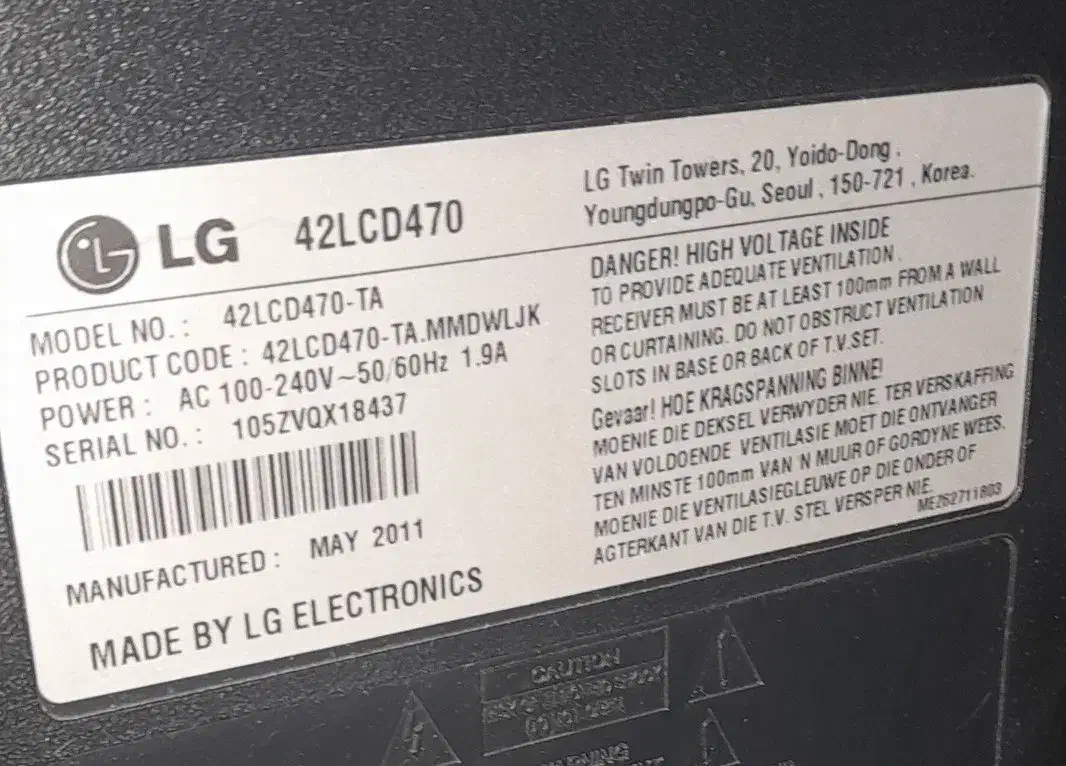 LG 42LCD470
LG Twin Towers, 20, Yoido-Dong ,
Youngdungpo-Gu, Seoul , 150-721 , Korea.
MODEL NO. : 42LCD470-TA
PRODUCT CODE : 42LCD470-TA.MMDWLJK
POWER : AC 100-240V~50/60Hz 1.9A
SERIAL NO. : 105ZVQX18437
MANUFACTURED : MAY 2011
MADE BY LG ELECTRONICS
DANGER! HIGH VOLTAGE INSIDE
TO PROVIDE ADEQUATE VENTILATION .
RECEIVER MUST BE AT LEAST 100mm FROM A WALL
OR CURTAINING. DO NOT OBSTRUCT VENTILATION
SLOTS IN BASE OR BACK OF T.V.SET.
Gevaar! HOE KRAGSPANNING BINNE!
MOENIE DIE DEKSEL VERWYDER NIE. TER VERSKAFFING
VAN VOLDOENDE VENTILASIE MOET DIE ONTVANGER
TEN MINSTE 100mm VAN 'N MUUR OF GORDYNE WEES.
MOENIE DIE VENTILASIEGLEUWE OP DIE ONDER OF
AGTERKANT VAN DIE T.V. STEL VERSPER NIE.
MEZ62711803
CAUTION
DO NOT OPEN
WARNING